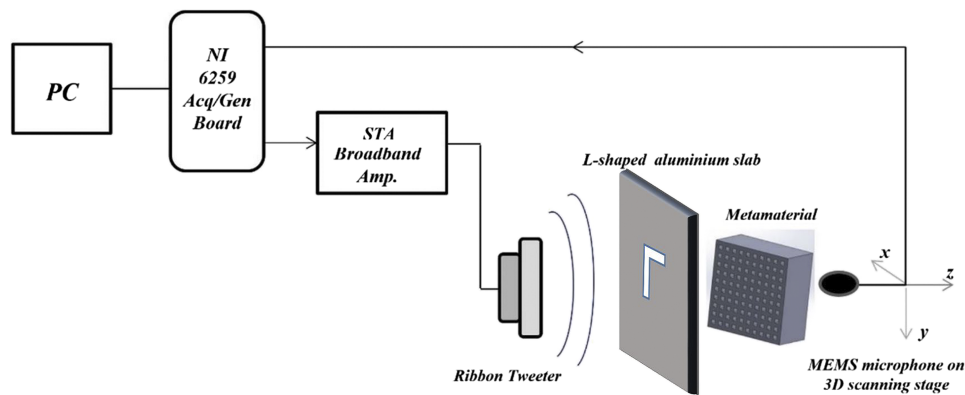 PC
NI
6259
Acq/Gen
Board
STA
Broadband
Amp.
L-shaped aluminium slab
Metamaterial
x
z
y
Ribbon Tweeter
MEMS microphone on
3D scanning stage